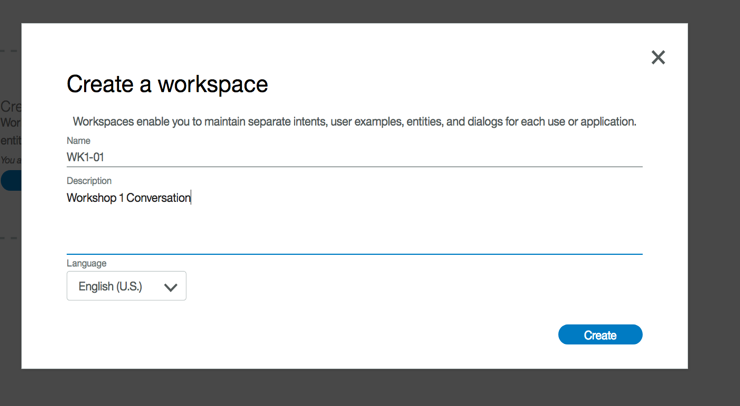 Create a workspace
Workspaces enable you to maintain separate intents, user examples, entities, and dialogs for each use or application.
Name
WK1-01
Description
Workshop 1 Conversation
Language
English (U.S.)
Create